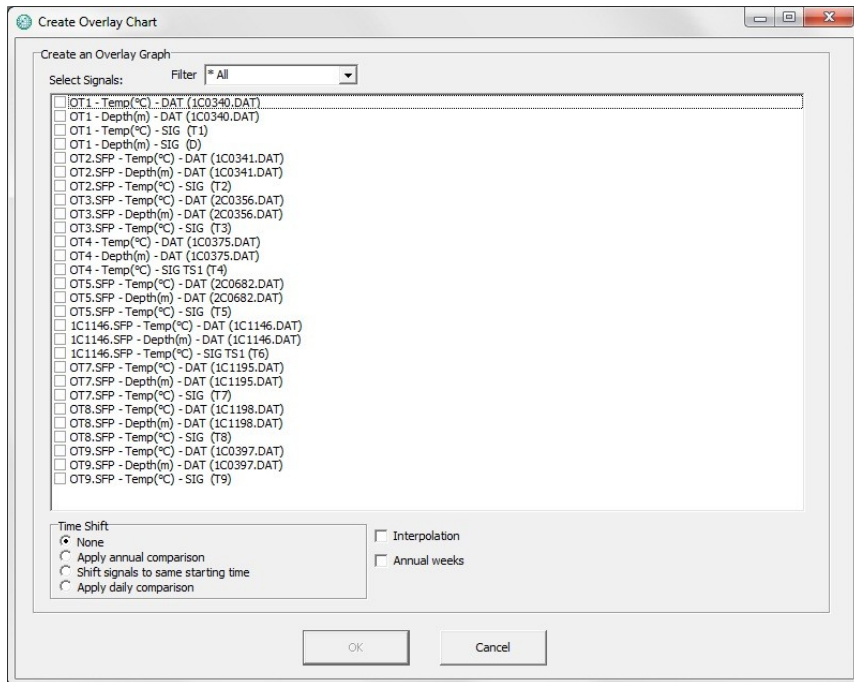 Create Overlay Chart
Create an Overlay Graph
Select Signals: Filter * All
OT1 - Temp(°C) - DAT (1C0340.DAT)
OT1 - Depth(m) - DAT (1C0340.DAT)
OT1 - Temp(°C) - SIG (T1)
OT1 - Depth(m) - SIG (D)
OT2.SFP - Temp(°C) - DAT (1C0341.DAT)
OT2.SFP - Depth(m) - DAT (1C0341.DAT)
OT2.SFP - Temp(°C) - SIG (T2)
OT3.SFP - Temp(°C) - DAT (2C0356.DAT)
OT3.SFP - Depth(m) - DAT (2C0356.DAT)
OT3.SFP - Temp(°C) - SIG (T3)
OT4 - Temp(°C) - DAT (1C0375.DAT)
OT4 - Depth(m) - DAT (1C0375.DAT)
OT4 - Temp(°C) - SIG TS1 (T4)
OT5.SFP - Temp(°C) - DAT (2C0682.DAT)
OT5.SFP - Depth(m) - DAT (2C0682.DAT)
OT5.SFP - Temp(°C) - SIG (T5)
1C1146.SFP - Temp(°C) - DAT (1C1146.DAT)
1C1146.SFP - Depth(m) - DAT (1C1146.DAT)
1C1146.SFP - Temp(°C) - SIG TS1 (T6)
OT7.SFP - Temp(°C) - DAT (1C1195.DAT)
OT7.SFP - Depth(m) - DAT (1C1195.DAT)
OT7.SFP - Temp(°C) - SIG (T7)
OT8.SFP - Temp(°C) - DAT (1C1198.DAT)
OT8.SFP - Depth(m) - DAT (1C1198.DAT)
OT8.SFP - Temp(°C) - SIG (T8)
OT9.SFP - Temp(°C) - DAT (1C0397.DAT)
OT9.SFP - Depth(m) - DAT (1C0397.DAT)
OT9.SFP - Temp(°C) - SIG (T9)
Time Shift
None
Apply annual comparison
Shift signals to same starting time
Apply daily comparison
Interpolation
Annual weeks
OK
Cancel